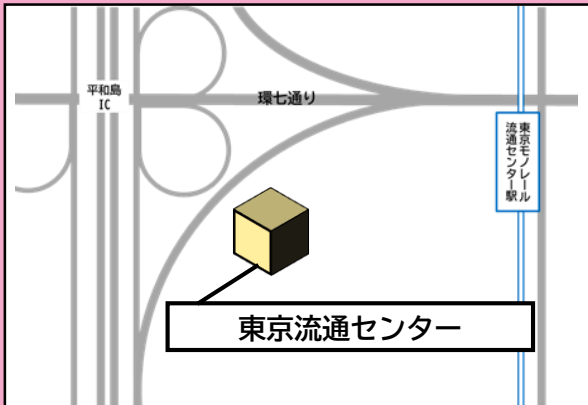 平和島
IC
環七通り
東京モノレール
流通センター駅
東京流通センター